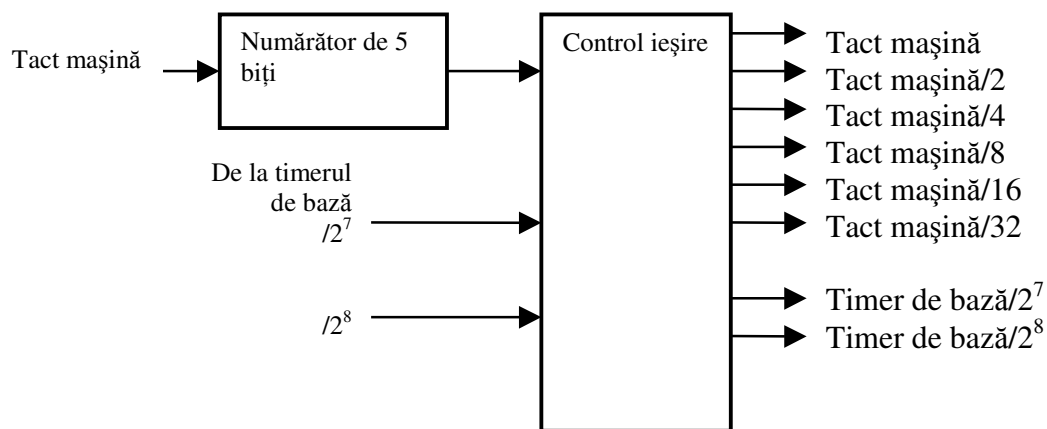 Tact maşină
Numărător de 5
biți
Control ieşire
De la timerul
de bază
/2⁷
/2⁸
Tact maşină
Tact maşină/2
Tact maşină/4
Tact maşină/8
Tact maşină/16
Tact maşină/32
Timer de bază/2⁷
Timer de bază/2⁸